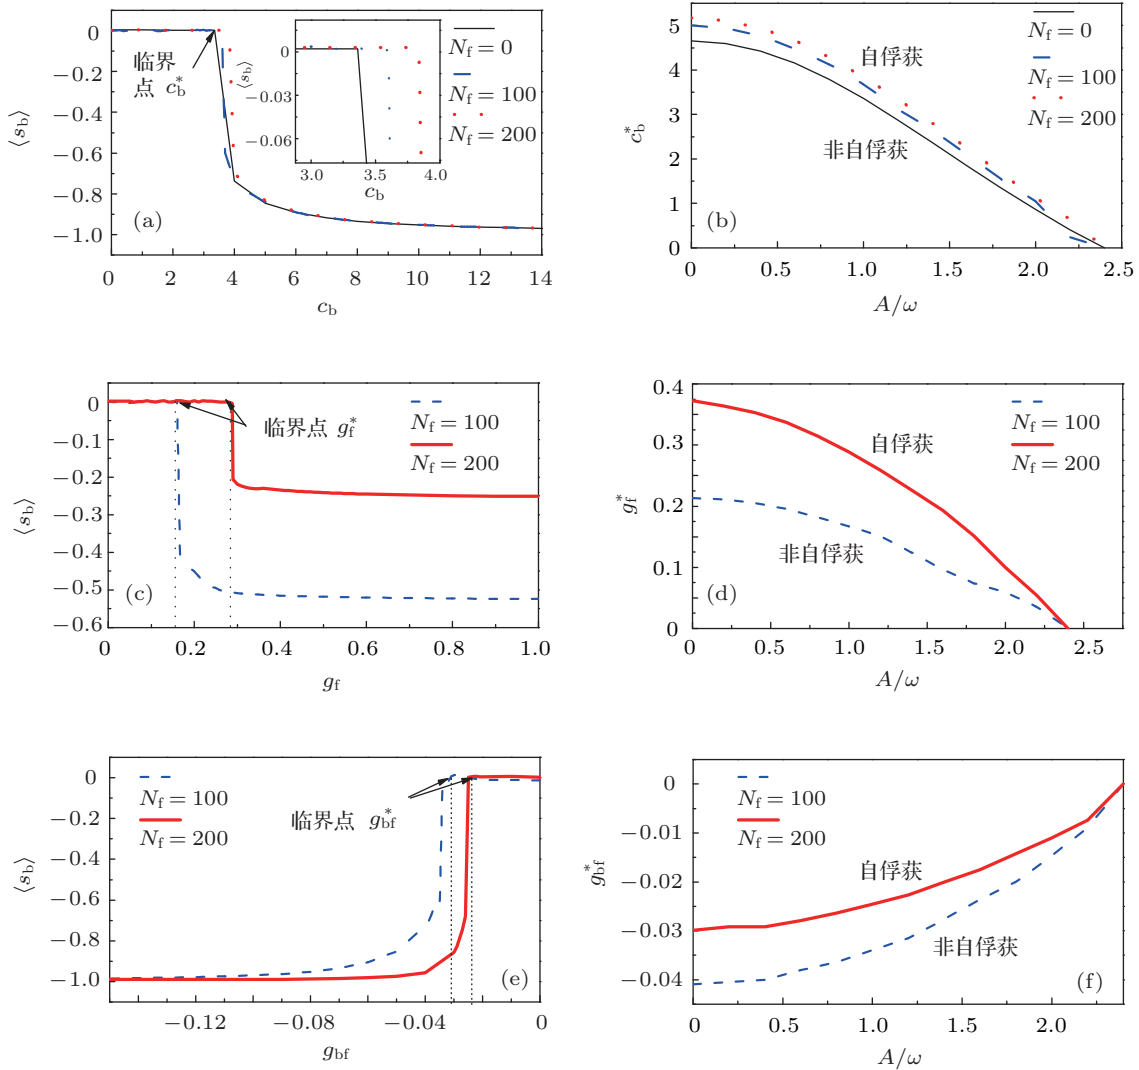 0
−0.2
−0.4
−0.6
−0.8
−1.0
⟨s_b⟩
临界
点 c_b^*
(a)
0 2 4 6 8 10 12 14
c_b
0
−0.03
−0.06
⟨s_b⟩
3.0 3.5 4.0
c_b
N_f = 0
N_f = 100
N_f = 200
5
4
3
2
1
0
c_b^*
自俘获
非自俘获
(b)
N_f = 0
N_f = 100
N_f = 200
0 0.5 1.0 1.5 2.0 2.5
A/ω
0
−0.1
−0.2
−0.3
−0.4
−0.5
−0.6
⟨s_b⟩
临界点 g_f^*
N_f = 100
N_f = 200
(c)
0 0.2 0.4 0.6 0.8 1.0
g_f
0.4
0.3
0.2
0.1
0
g_f^*
自俘获
非自俘获
N_f = 100
N_f = 200
(d)
0 0.5 1.0 1.5 2.0 2.5
A/ω
0
−0.2
−0.4
−0.6
−0.8
−1.0
⟨s_b⟩
N_f = 100
N_f = 200
临界点 g_bf^*
(e)
−0.12 −0.08 −0.04 0
g_bf
0
−0.01
−0.02
−0.03
−0.04
g_bf^*
N_f = 100
N_f = 200
自俘获
非自俘获
(f)
0 0.5 1.0 1.5 2.0
A/ω